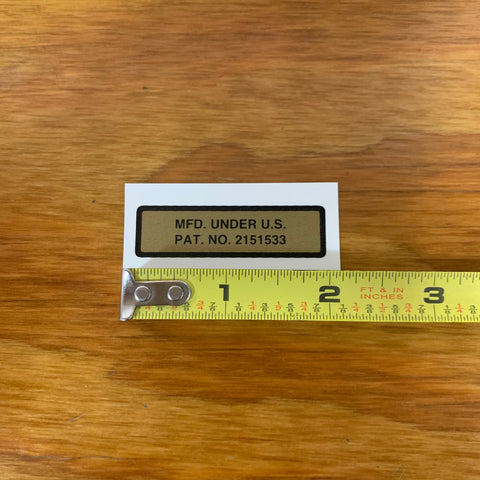 MFD. UNDER U.S.
PAT. NO. 2151533
1 2 FT & IN 3
INCHES